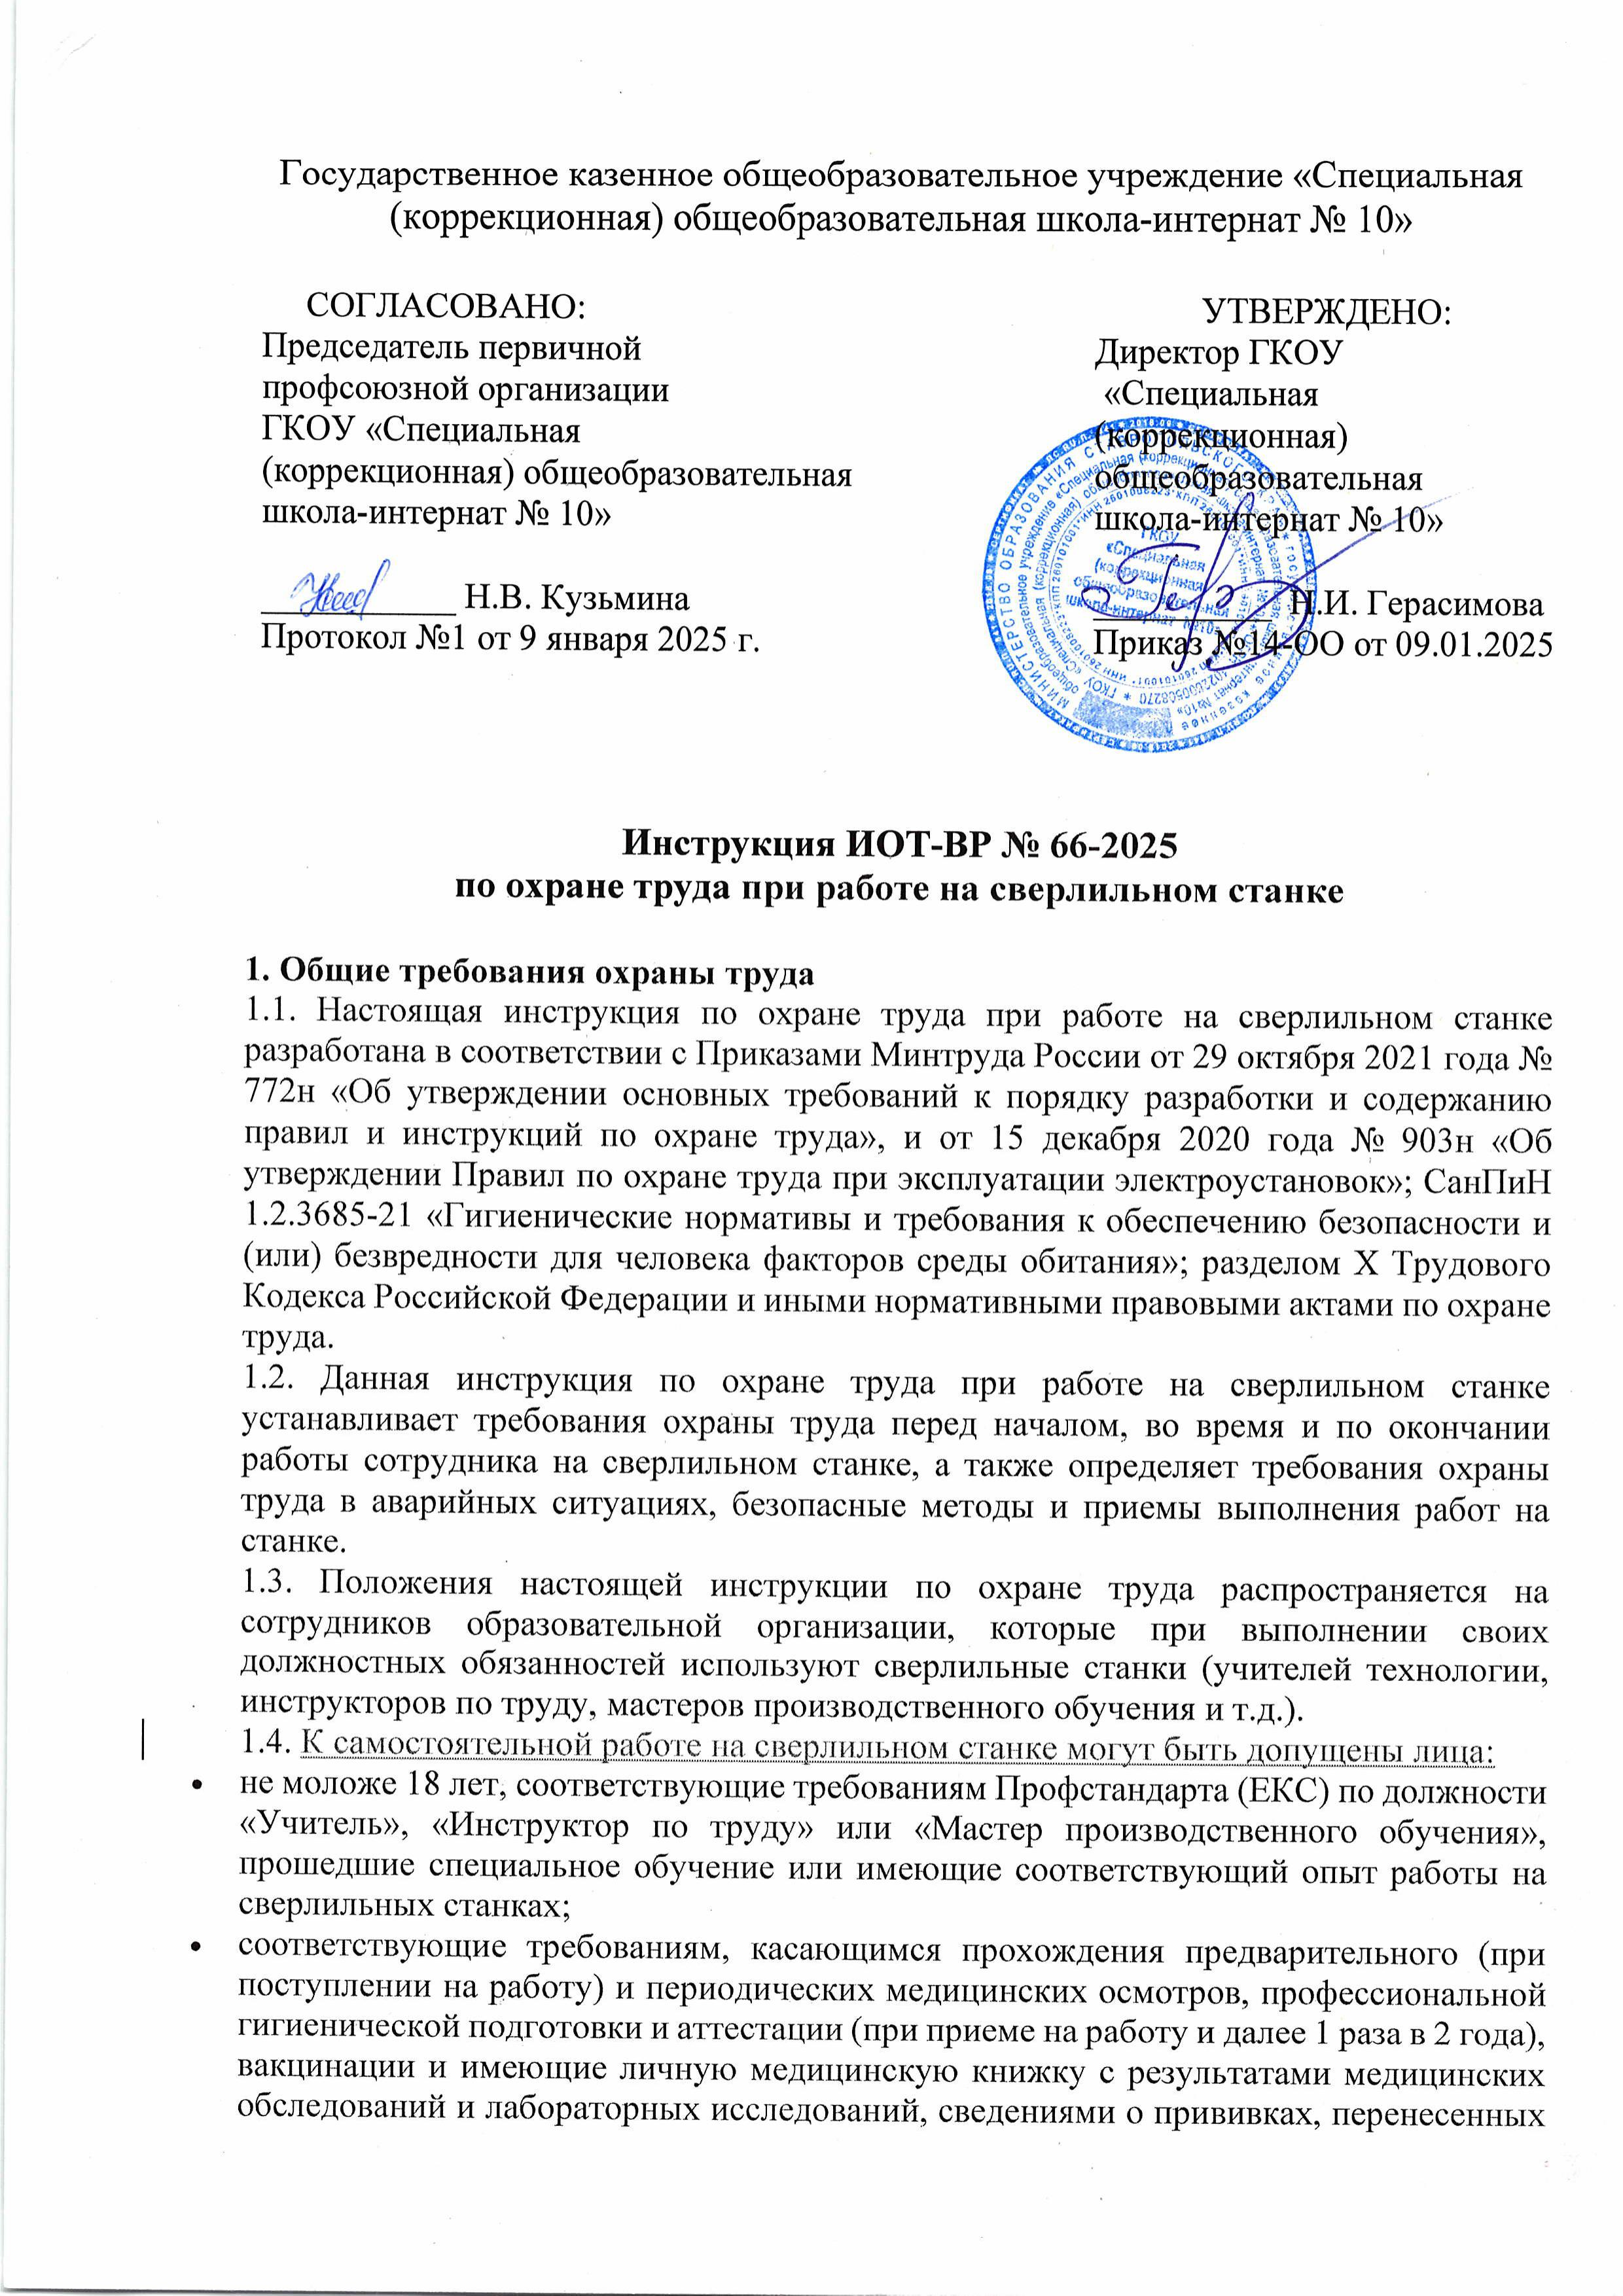 Государственное казенное общеобразовательное учреждение «Специальная
(коррекционная) общеобразовательная школа-интернат № 10»
СОГЛАСОВАНО:
Председатель первичной
профсоюзной организации
ГКОУ «Специальная
(коррекционная) общеобразовательная
школа-интернат № 10»
Н.В. Кузьмина
Протокол №1 от 9 января 2025 г.
УТВЕРЖДЕНО:
Директор ГКОУ
«Специальная
(коррекционная)
общеобразовательная
школа-интернат № 10»
Н.И. Герасимова
Приказ №14-ОО от 09.01.2025
ГКОУ
«Специальная
(коррекционная)
общеобразовательная
школа-интернат №10»
Инструкция ИОТ-ВР № 66-2025
по охране труда при работе на сверлильном станке
1. Общие требования охраны труда
1.1. Настоящая инструкция по охране труда при работе на сверлильном станке
разработана в соответствии с Приказами Минтруда России от 29 октября 2021 года №
772н «Об утверждении основных требований к порядку разработки и содержанию
правил и инструкций по охране труда», и от 15 декабря 2020 года № 903н «Об
утверждении Правил по охране труда при эксплуатации электроустановок»; СанПиН
1.2.3685-21 «Гигиенические нормативы и требования к обеспечению безопасности и
(или) безвредности для человека факторов среды обитания»; разделом X Трудового
Кодекса Российской Федерации и иными нормативными правовыми актами по охране
труда.
1.2. Данная инструкция по охране труда при работе на сверлильном станке
устанавливает требования охраны труда перед началом, во время и по окончании
работы сотрудника на сверлильном станке, а также определяет требования охраны
труда в аварийных ситуациях, безопасные методы и приемы выполнения работ на
станке.
1.3. Положения настоящей инструкции по охране труда распространяется на
сотрудников образовательной организации, которые при выполнении своих
должностных обязанностей используют сверлильные станки (учителей технологии,
инструкторов по труду, мастеров производственного обучения и т.д.).
1.4. К самостоятельной работе на сверлильном станке могут быть допущены лица:
• не моложе 18 лет, соответствующие требованиям Профстандарта (ЕКС) по должности
«Учитель», «Инструктор по труду» или «Мастер производственного обучения»,
прошедшие специальное обучение или имеющие соответствующий опыт работы на
сверлильных станках;
• соответствующие требованиям, касающимся прохождения предварительного (при
поступлении на работу) и периодических медицинских осмотров, профессиональной
гигиенической подготовки и аттестации (при приеме на работу и далее 1 раза в 2 года),
вакцинации и имеющие личную медицинскую книжку с результатами медицинских
обследований и лабораторных исследований, сведениями о прививках, перенесенных